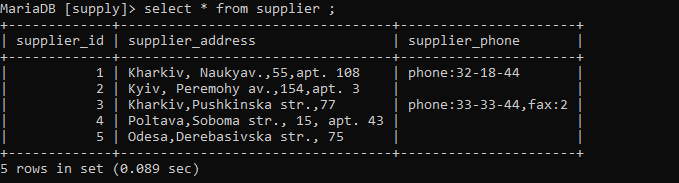 MariaDB [supply]> select * from supplier ;
+-------------+----------------------------------+----------------------+
| supplier_id | supplier_address | supplier_phone |
+-------------+----------------------------------+----------------------+
| 1 | Kharkiv, Naukyav.,55,apt. 108 | phone:32-18-44 |
| 2 | Kyiv, Peremohy av.,154,apt. 3 | |
| 3 | Kharkiv,Pushkinska str.,77 | phone:33-33-44,fax:2 |
| 4 | Poltava,Soboma str., 15, apt. 43 | |
| 5 | Odesa,Derebasivska str., 75 | |
+-------------+----------------------------------+----------------------+
5 rows in set (0.089 sec)